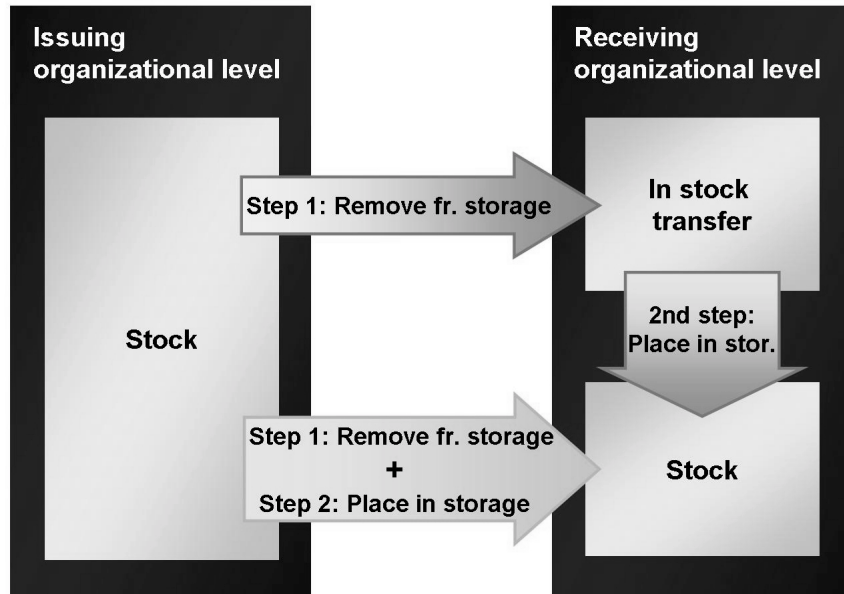 Issuing
organizational level
Stock
Step 1: Remove fr. storage
Step 1: Remove fr. storage
+
Step 2: Place in storage
Receiving
organizational level
In stock
transfer
2nd step:
Place in stor.
Stock